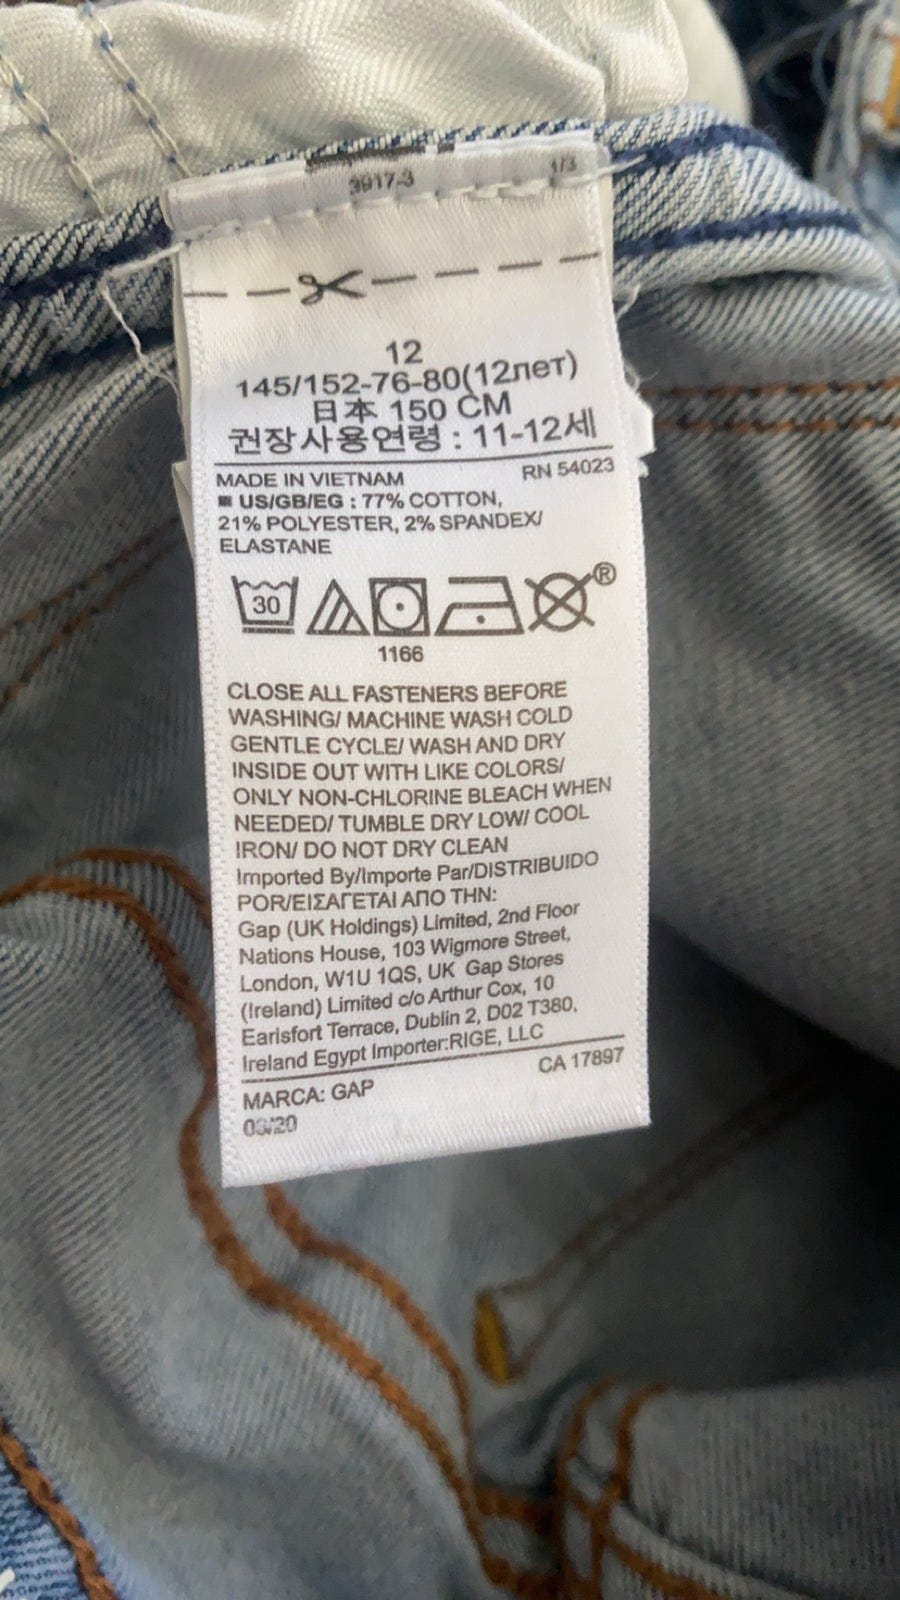 3917-3 1/3
12
145/152-76-80(12лет)
日本 150 CM
권장사용연령 : 11-12세
MADE IN VIETNAM RN 54023
US/GB/EG : 77% COTTON,
21% POLYESTER, 2% SPANDEX/
ELASTANE
30 ®
1166
CLOSE ALL FASTENERS BEFORE
WASHING/ MACHINE WASH COLD
GENTLE CYCLE/ WASH AND DRY
INSIDE OUT WITH LIKE COLORS/
ONLY NON-CHLORINE BLEACH WHEN
NEEDED/ TUMBLE DRY LOW/ COOL
IRON/ DO NOT DRY CLEAN
Imported By/Importe Par/DISTRIBUIDO
POR/ΕΙΣΑΓΕΤΑΙ ΑΠΟ ΤΗΝ:
Gap (UK Holdings) Limited, 2nd Floor
Nations House, 103 Wigmore Street,
London, W1U 1QS, UK Gap Stores
(Ireland) Limited c/o Arthur Cox, 10
Earlsfort Terrace, Dublin 2, D02 T380,
Ireland Egypt Importer:RIGE, LLC
MARCA: GAP CA 17897